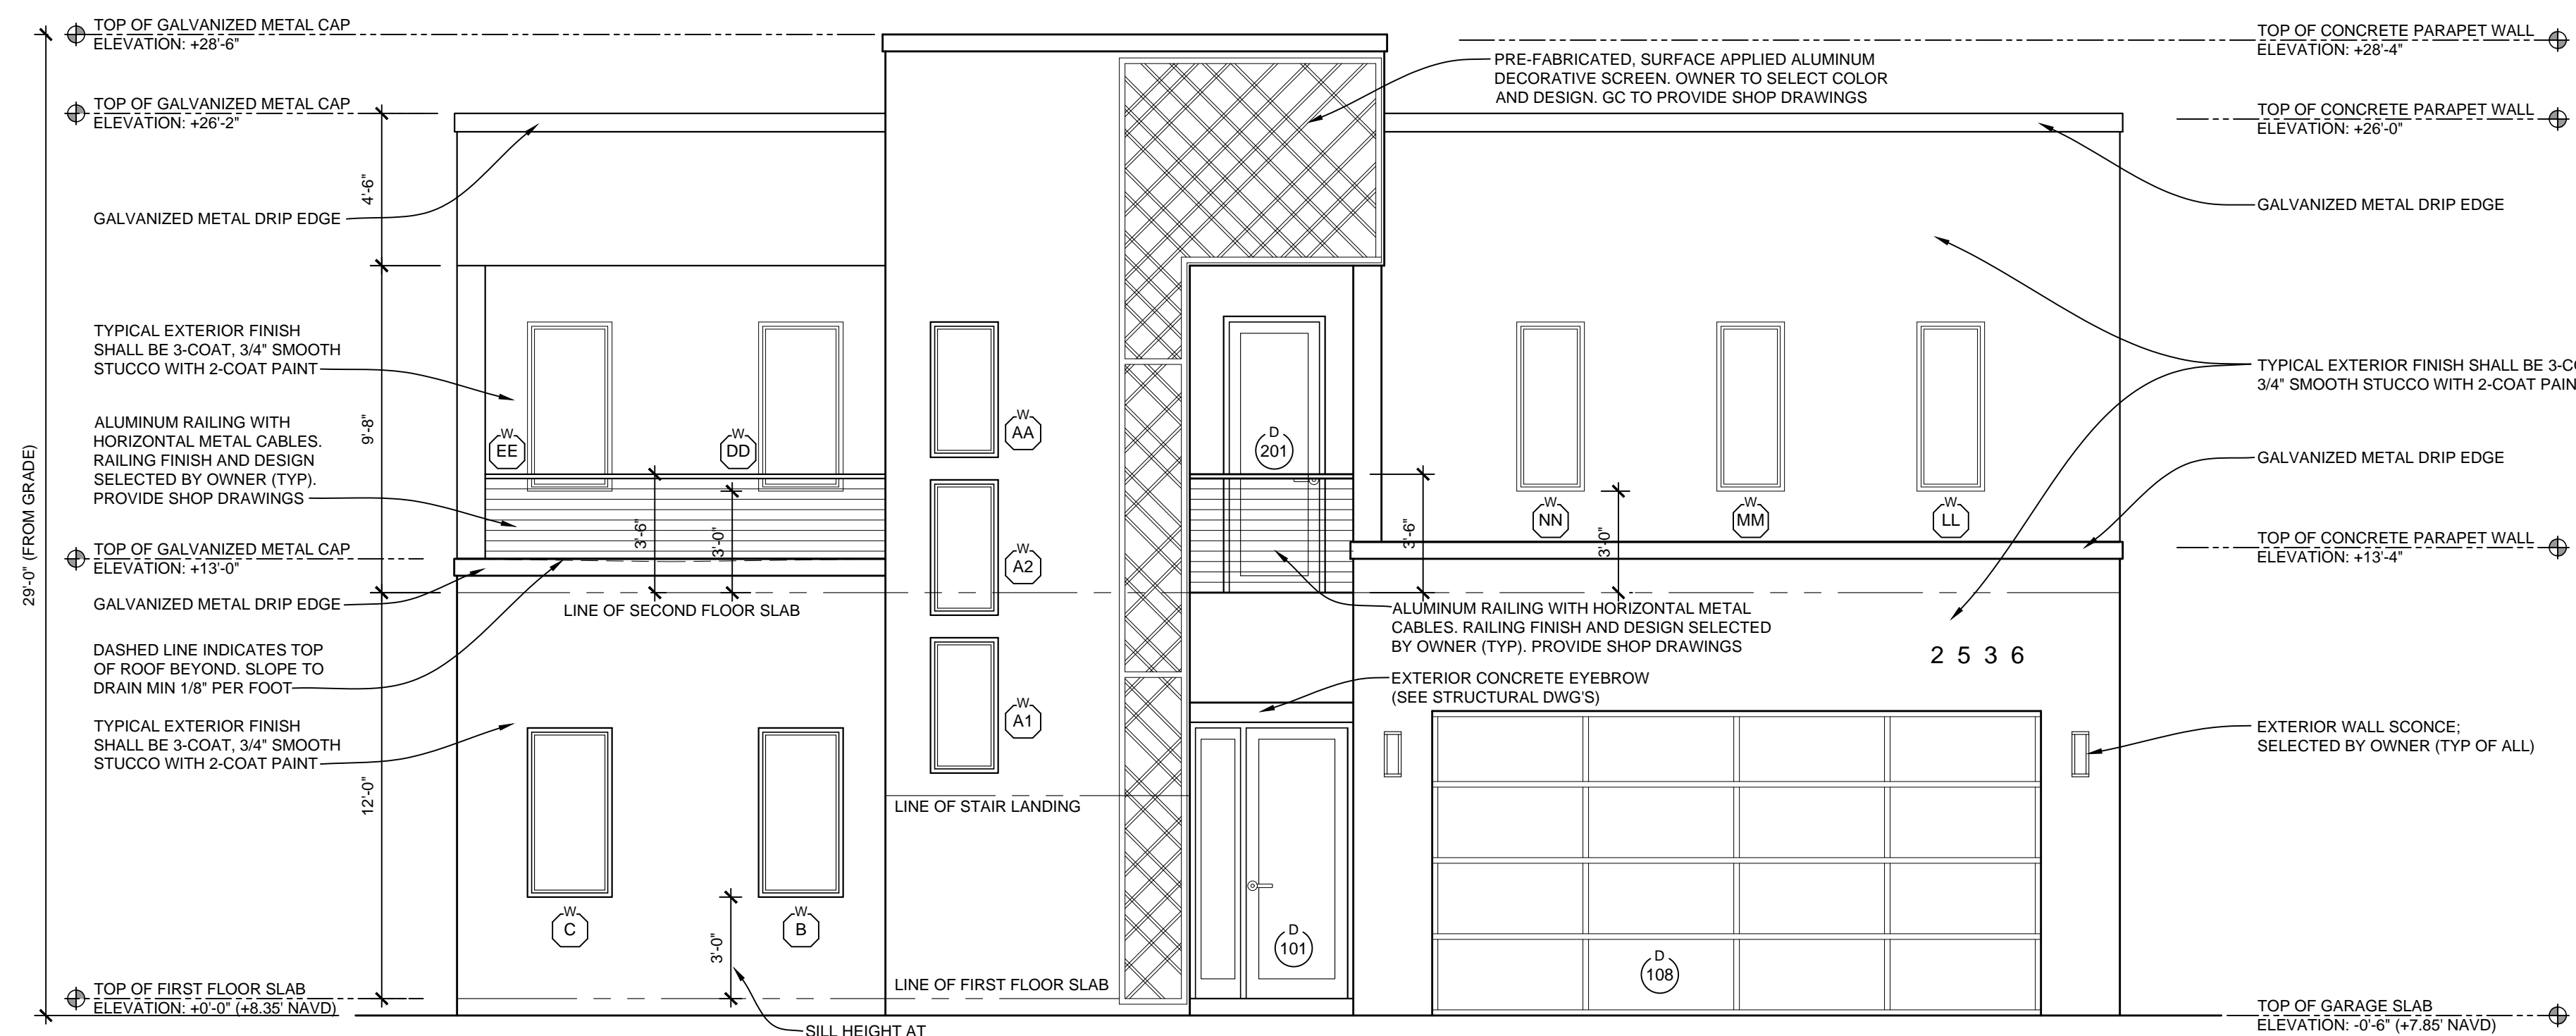 TOP OF GALVANIZED METAL CAP
ELEVATION: +28'-6"
TOP OF GALVANIZED METAL CAP
ELEVATION: +26'-2"
GALVANIZED METAL DRIP EDGE
TYPICAL EXTERIOR FINISH
SHALL BE 3-COAT, 3/4" SMOOTH
STUCCO WITH 2-COAT PAINT
ALUMINUM RAILING WITH
HORIZONTAL METAL CABLES.
RAILING FINISH AND DESIGN
SELECTED BY OWNER (TYP).
PROVIDE SHOP DRAWINGS
TOP OF GALVANIZED METAL CAP
ELEVATION: +13'-0"
GALVANIZED METAL DRIP EDGE
DASHED LINE INDICATES TOP
OF ROOF BEYOND. SLOPE TO
DRAIN MIN 1/8" PER FOOT
TYPICAL EXTERIOR FINISH
SHALL BE 3-COAT, 3/4" SMOOTH
STUCCO WITH 2-COAT PAINT
TOP OF FIRST FLOOR SLAB
ELEVATION: +0'-0" (+8.35' NAVD)
29'-0" (FROM GRADE)
4'-6"
9'-8"
12'-0"
W
EE
W
DD
W
AA
W
A2
W
A1
W
C
W
B
3'-6"
3'-0"
LINE OF SECOND FLOOR SLAB
3'-0"
LINE OF STAIR LANDING
LINE OF FIRST FLOOR SLAB
SILL HEIGHT AT
PRE-FABRICATED, SURFACE APPLIED ALUMINUM
DECORATIVE SCREEN. OWNER TO SELECT COLOR
AND DESIGN. GC TO PROVIDE SHOP DRAWINGS
D
201
3'-6"
3'-0"
W
NN
W
MM
W
LL
ALUMINUM RAILING WITH HORIZONTAL METAL
CABLES. RAILING FINISH AND DESIGN SELECTED
BY OWNER (TYP). PROVIDE SHOP DRAWINGS
EXTERIOR CONCRETE EYEBROW
(SEE STRUCTURAL DWG'S)
2 5 3 6
D
101
D
108
TOP OF CONCRETE PARAPET WALL
ELEVATION: +28'-4"
TOP OF CONCRETE PARAPET WALL
ELEVATION: +26'-0"
GALVANIZED METAL DRIP EDGE
TYPICAL EXTERIOR FINISH SHALL BE
3/4" SMOOTH STUCCO WITH 2-COAT
GALVANIZED METAL DRIP EDGE
TOP OF CONCRETE PARAPET WALL
ELEVATION: +13'-4"
EXTERIOR WALL SCONCE;
SELECTED BY OWNER (TYP OF ALL)
TOP OF GARAGE SLAB
ELEVATION: -0'-6" (+7.85' NAVD)